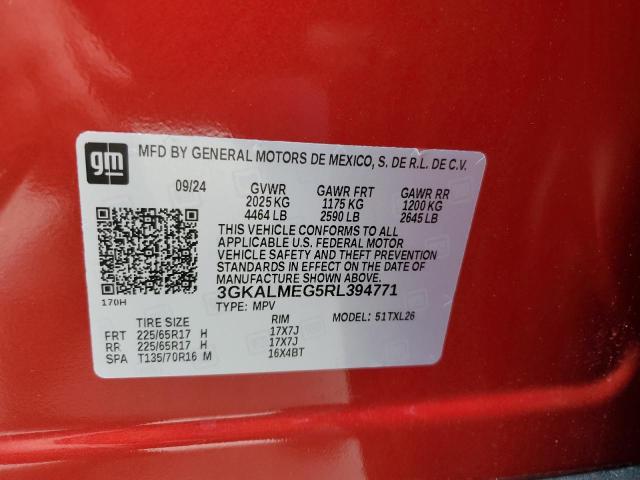 gm
MFD BY GENERAL MOTORS DE MEXICO, S. DE R.L. DE C.V.
09/24 GVWR GAWR FRT GAWR RR
2025 KG 1175 KG 1200 KG
4464 LB 2590 LB 2645 LB
THIS VEHICLE CONFORMS TO ALL
APPLICABLE U.S. FEDERAL MOTOR
VEHICLE SAFETY AND THEFT PREVENTION
STANDARDS IN EFFECT ON THE DATE OF
MANUFACTURE SHOWN ABOVE.
170H 3GKALMEG5RL394771
TYPE: MPV MODEL: 51TXL26
TIRE SIZE RIM
FRT 225/65R17 H 17X7J
RR 225/65R17 H 17X7J
SPA T135/70R16 M 16X4BT